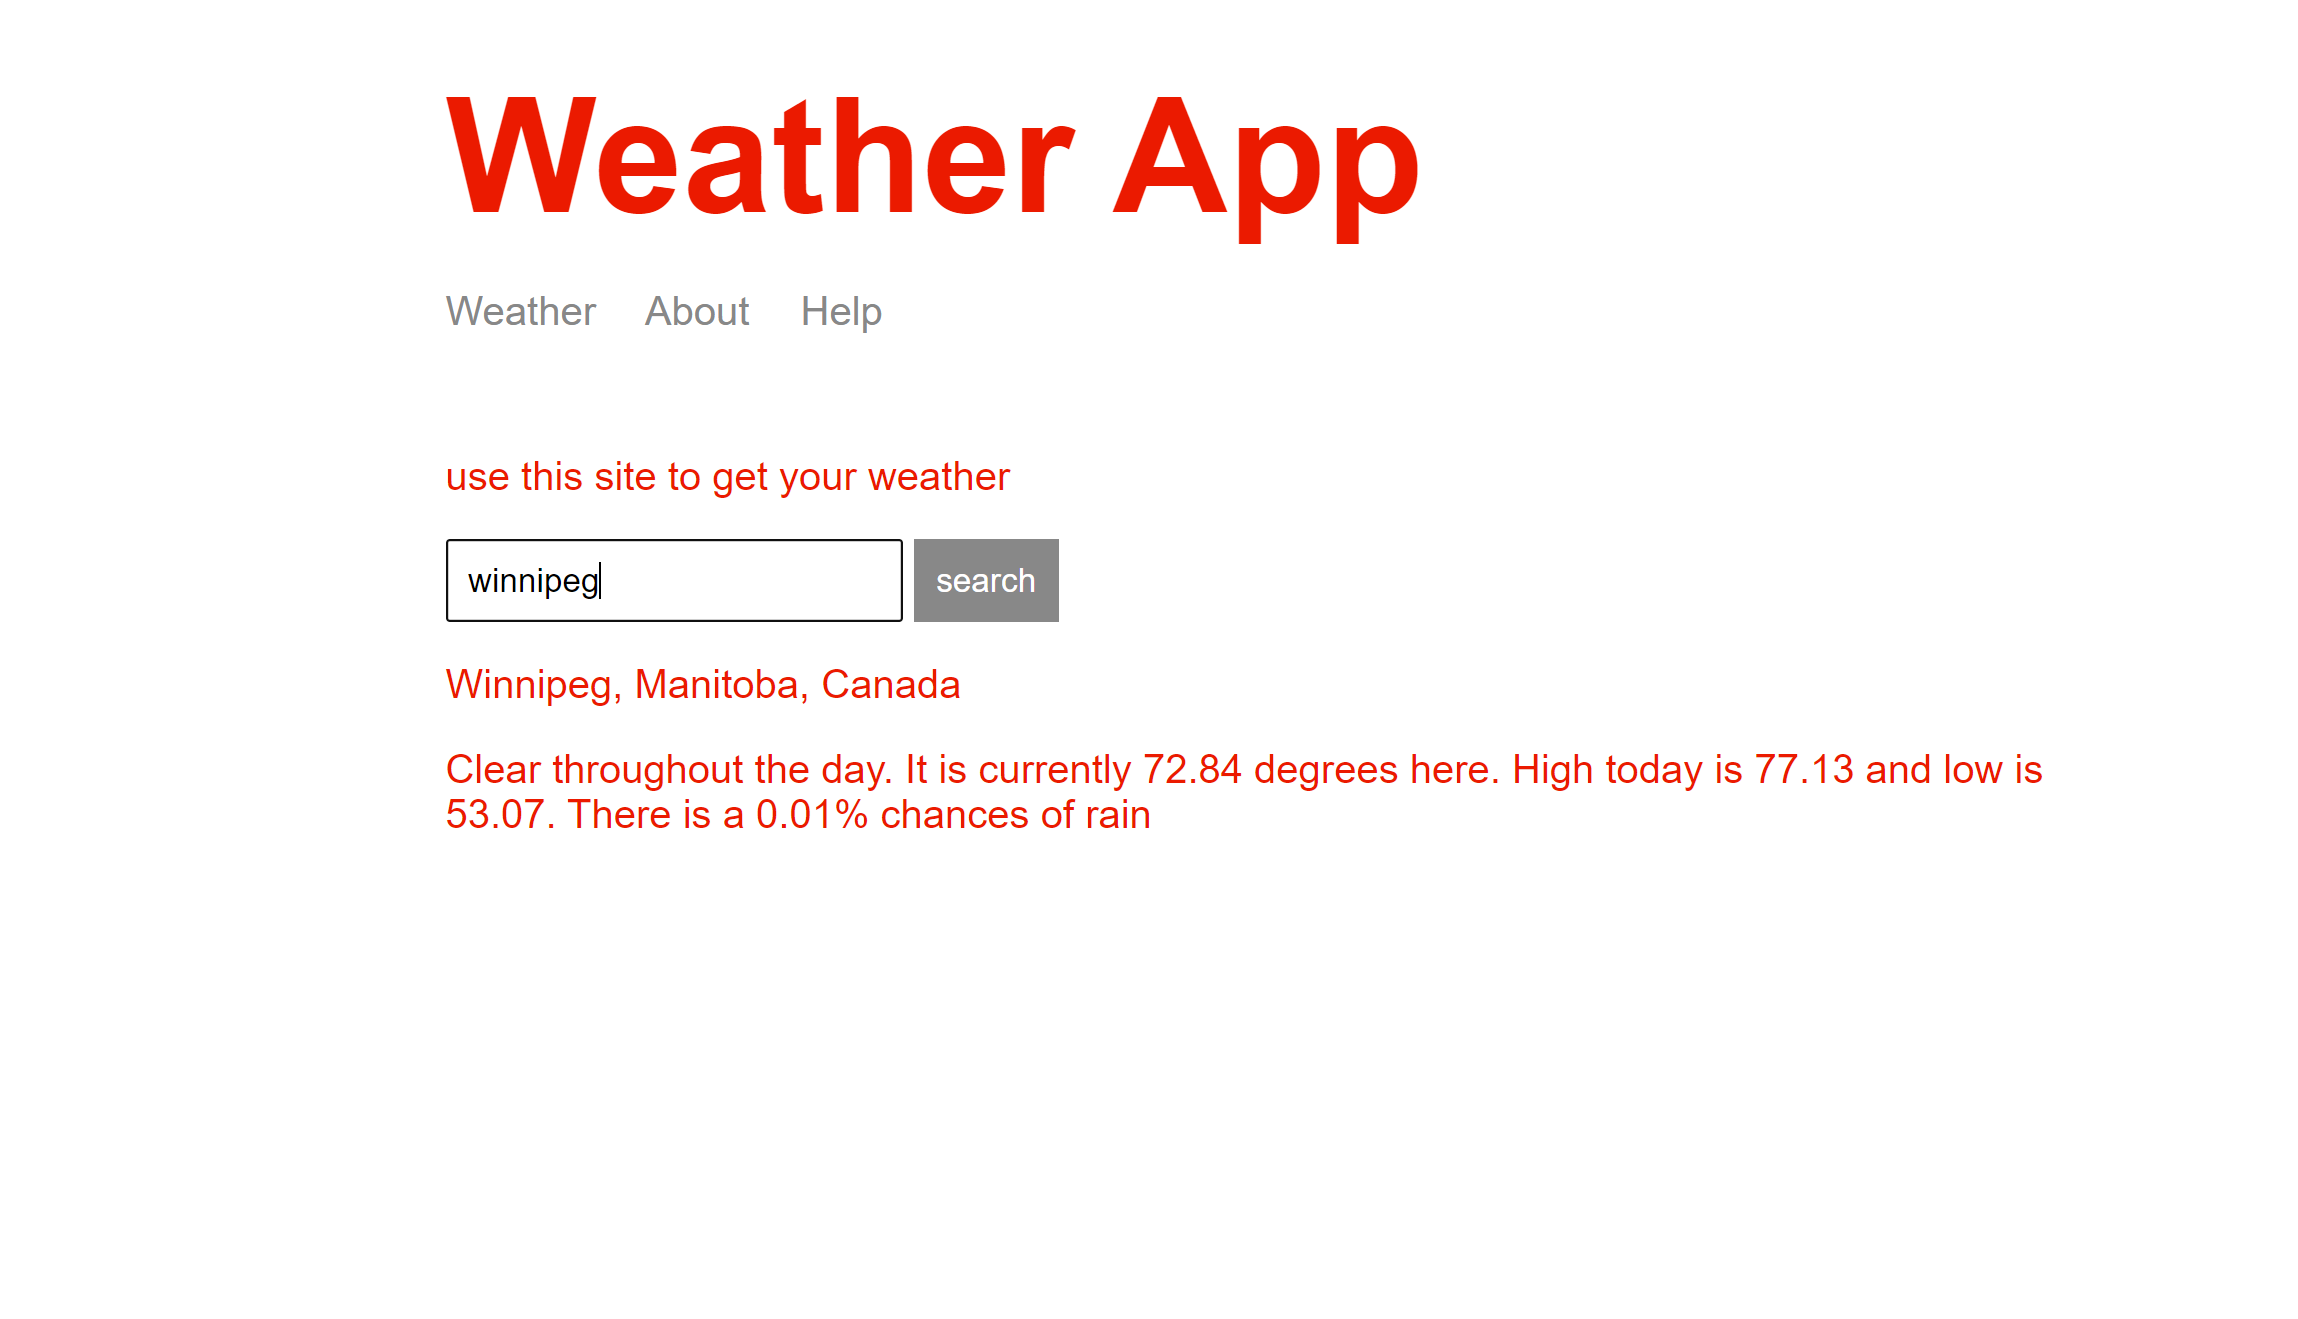 Weather App
Weather About Help
use this site to get your weather
winnipeg search
Winnipeg, Manitoba, Canada
Clear throughout the day. It is currently 72.84 degrees here. High today is 77.13 and low is
53.07. There is a 0.01% chances of rain